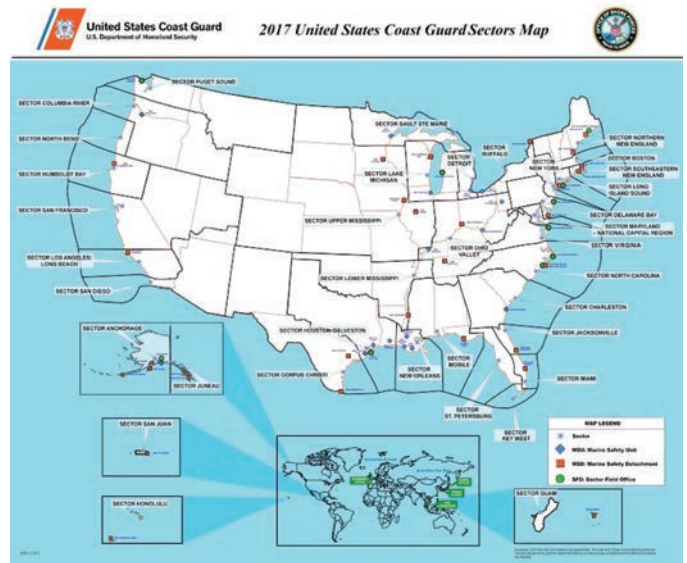 United States Coast Guard
U.S. Department of Homeland Security
2017 United States Coast Guard Sectors Map
SECTOR PUGET SOUND
SECTOR COLUMBIA RIVER
SECTOR NORTH BEND
SECTOR HUMBOLDT BAY
SECTOR SAN FRANCISCO
SECTOR LOS ANGELES/
LONG BEACH
SECTOR SAN DIEGO
SECTOR SAULT STE MARIE
SECTOR LAKE
MICHIGAN
SECTOR
DETROIT
SECTOR
BUFFALO
SECTOR
NEW YORK
SECTOR NORTHERN
NEW ENGLAND
SECTOR BOSTON
SECTOR SOUTHEASTERN
NEW ENGLAND
SECTOR LONG
ISLAND SOUND
SECTOR DELAWARE BAY
SECTOR MARYLAND
– NATIONAL CAPITAL REGION
SECTOR VIRGINIA
SECTOR NORTH CAROLINA
SECTOR CHARLESTON
SECTOR JACKSONVILLE
SECTOR MIAMI
SECTOR UPPER MISSISSIPPI
SECTOR OHIO
VALLEY
SECTOR LOWER MISSISSIPPI
SECTOR HOUSTON-GALVESTON
SECTOR CORPUS CHRISTI
SECTOR
NEW ORLEANS
SECTOR
MOBILE
SECTOR
ST. PETERSBURG
SECTOR
KEY WEST
SECTOR ANCHORAGE
SECTOR JUNEAU
SECTOR SAN JUAN
SECTOR HONOLULU
SECTOR GUAM
MAP LEGEND
Sector
MSU: Marine Safety Unit
MSD: Marine Safety Detachment
SFO: Sector Field Office